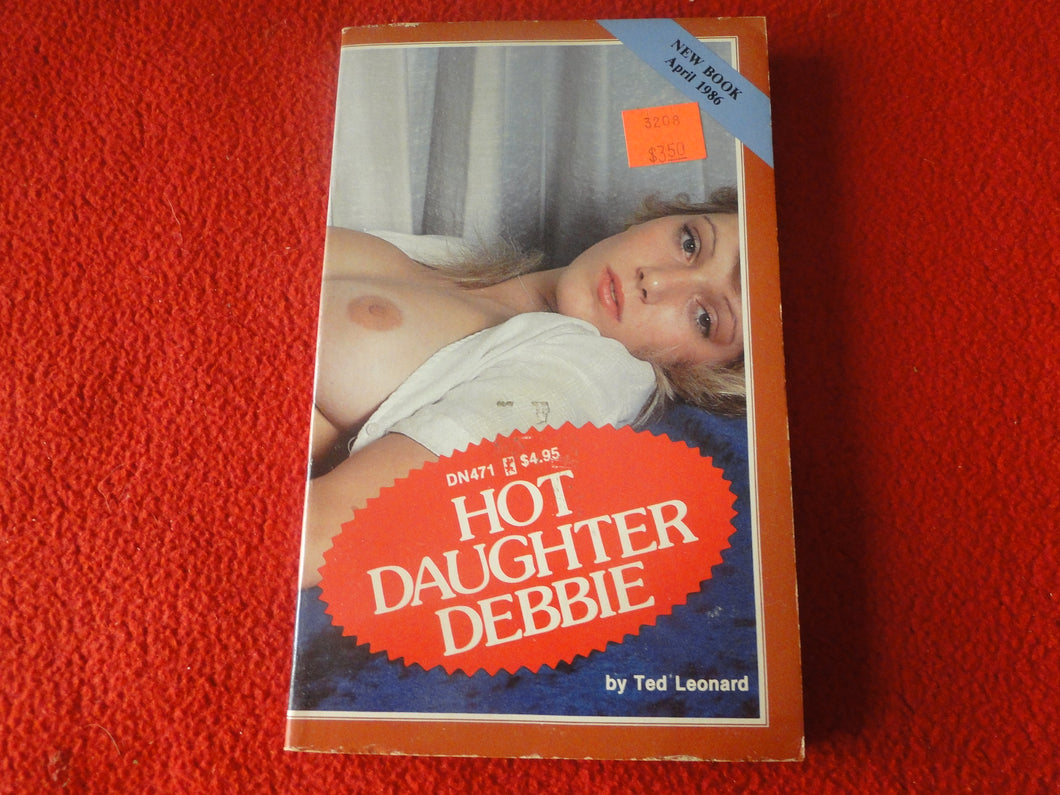 NEW BOOK
April 1986
3208
$3.50
DN471 $4.95
HOT
DAUGHTER
DEBBIE
by Ted Leonard